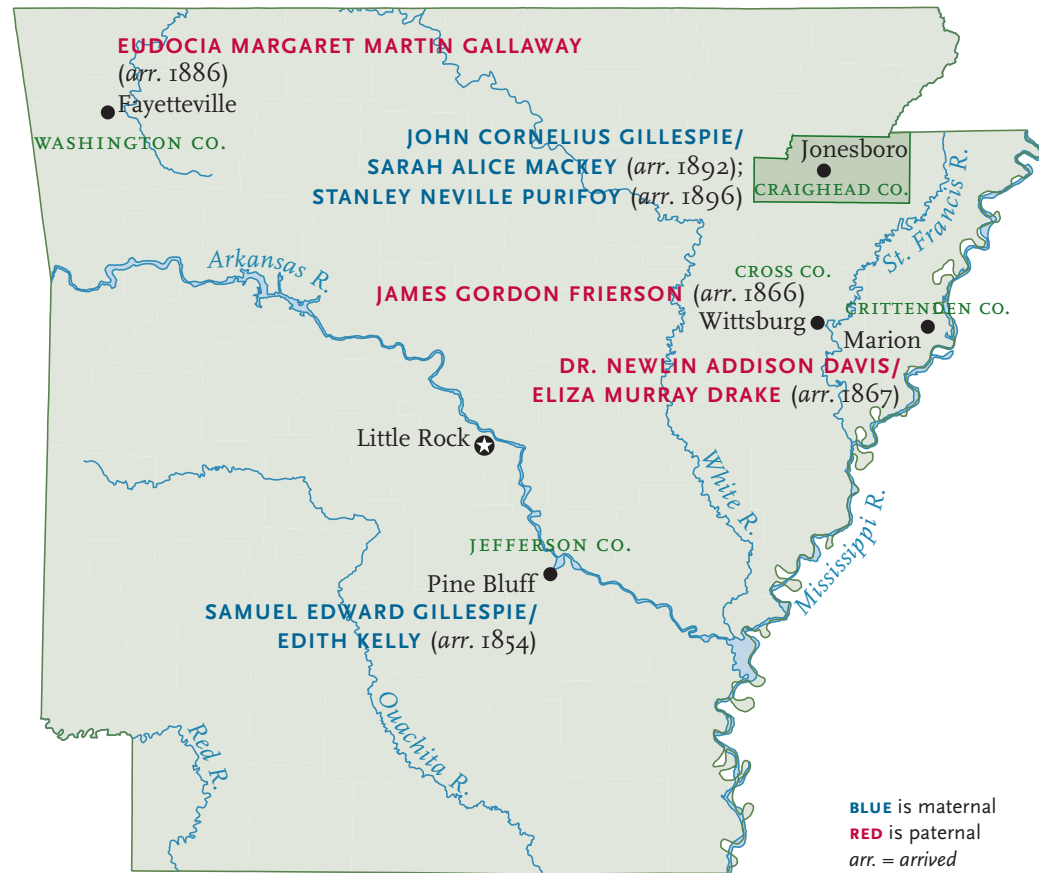 EUDOCIA MARGARET MARTIN GALLAWAY
(arr. 1886)
Fayetteville
WASHINGTON CO.
JOHN CORNELIUS GILLESPIE/
SARAH ALICE MACKEY (arr. 1892);
STANLEY NEVILLE PURIFOY (arr. 1896)
Jonesboro
CRAIGHEAD CO.
St. Francis R.
Arkansas R.
CROSS CO.
JAMES GORDON FRIERSON (arr. 1866)
Wittsburg
CRITTENDEN CO.
Marion
DR. NEWLIN ADDISON DAVIS/
ELIZA MURRAY DRAKE (arr. 1867)
Little Rock
White R.
Mississippi R.
JEFFERSON CO.
Pine Bluff
SAMUEL EDWARD GILLESPIE/
EDITH KELLY (arr. 1854)
Ouachita R.
Red R.
BLUE is maternal
RED is paternal
arr. = arrived